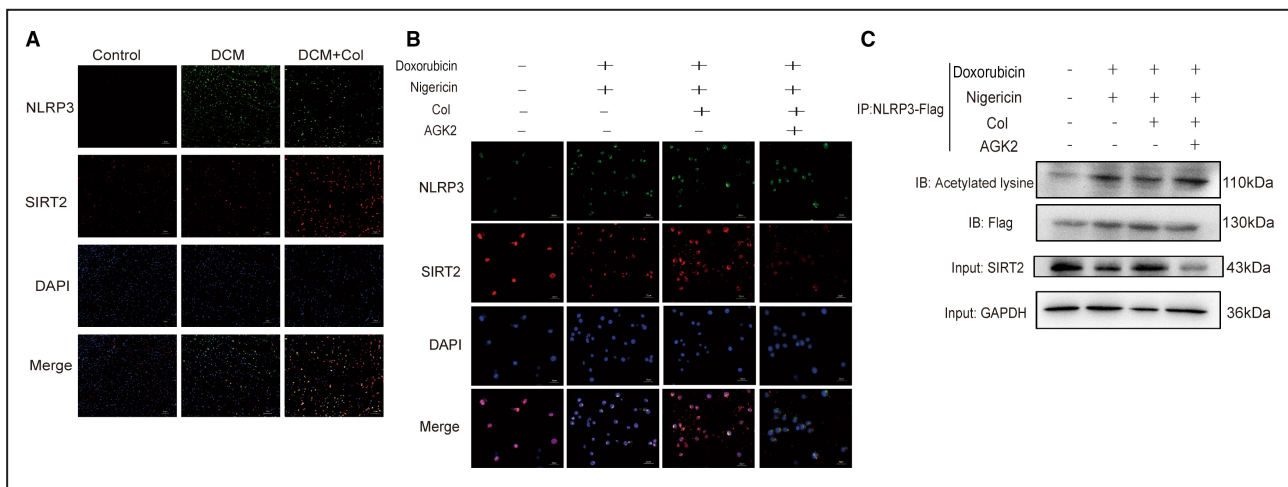 A
Control DCM DCM+Col
NLRP3
SIRT2
DAPI
Merge
B
Doxorubicin − + + +
Nigericin − + + +
Col − − + +
AGK2 − − − +
NLRP3
SIRT2
DAPI
Merge
C
IP:NLRP3-Flag
Doxorubicin - + + +
Nigericin - + + +
Col - - + +
AGK2 - - - +
IB: Acetylated lysine 110kDa
IB: Flag 130kDa
Input: SIRT2 43kDa
Input: GAPDH 36kDa